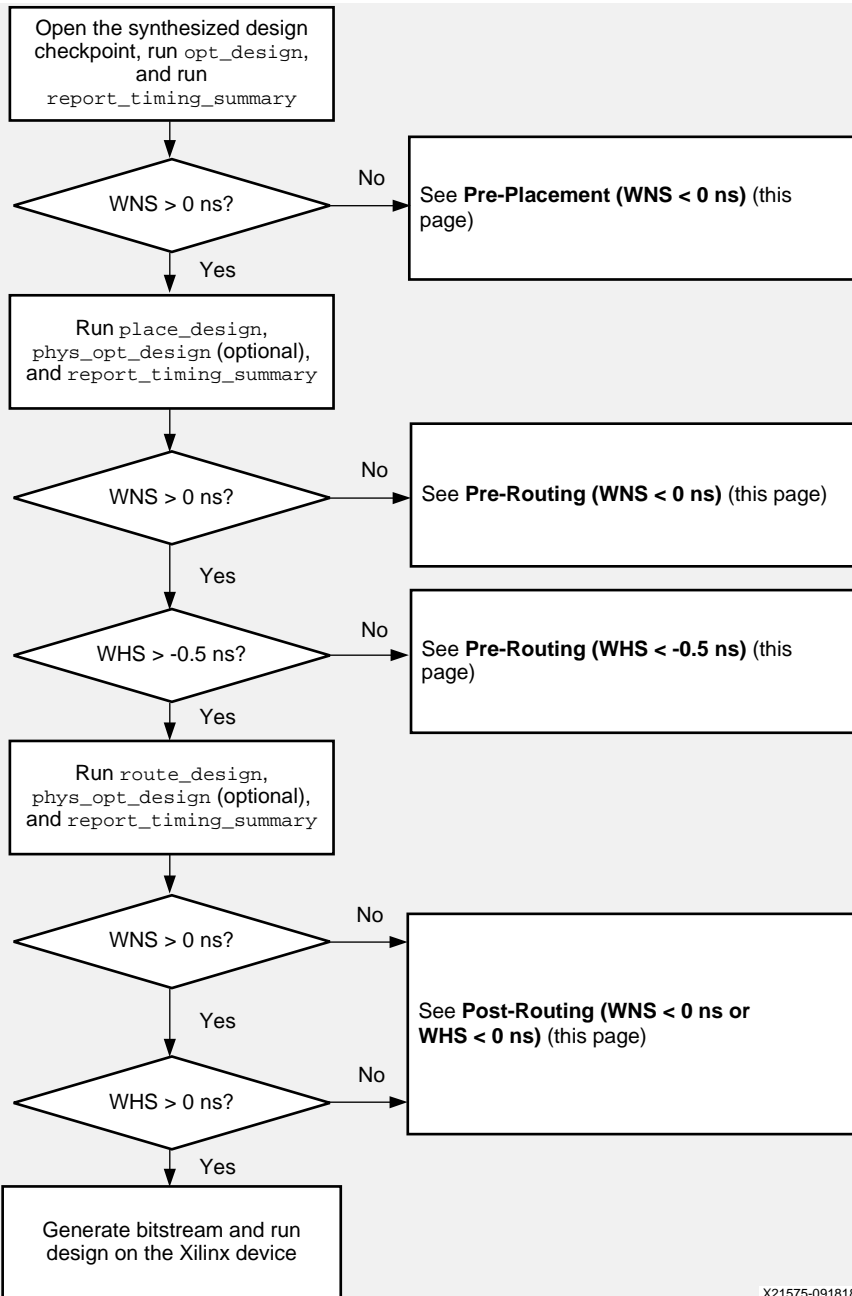 Open the synthesized design
checkpoint, run opt_design,
and run
report_timing_summary
WNS > 0 ns?
No
See Pre-Placement (WNS < 0 ns) (this
page)
Yes
Run place_design,
phys_opt_design (optional),
and report_timing_summary
WNS > 0 ns?
No
See Pre-Routing (WNS < 0 ns) (this page)
Yes
WHS > -0.5 ns?
No
See Pre-Routing (WHS < -0.5 ns) (this
page)
Yes
Run route_design,
phys_opt_design (optional),
and report_timing_summary
WNS > 0 ns?
No
See Post-Routing (WNS < 0 ns or
WHS < 0 ns) (this page)
Yes
WHS > 0 ns?
No
Yes
Generate bitstream and run
design on the Xilinx device
X21575-091818